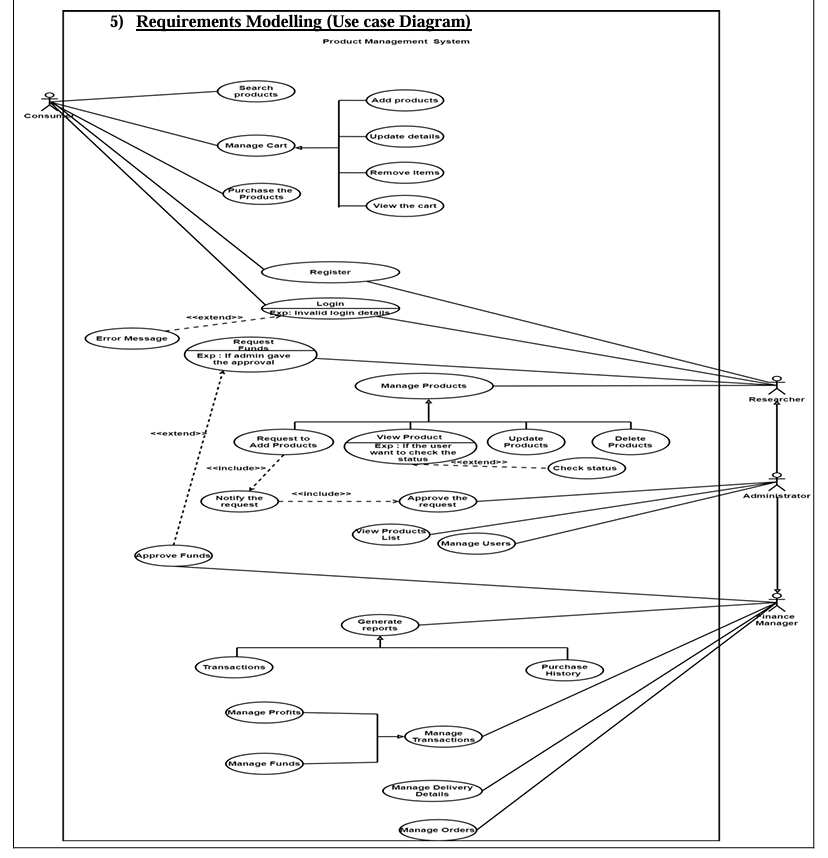 5) Requirements Modelling (Use case Diagram)
Product Management System
Search
products
Consumer
Add products
Manage Cart
Update details
Remove Items
Purchase the
Products
View the cart
Register
Login
Exp: Invalid login details
<<extend>>
Error Message
Request
Funds
Exp : If admin gave
the approval
Manage Products
Researcher
<<extend>>
Request to
Add Products
View Product
Exp : If the user
want to check the
status
Update
Products
Delete
Products
<<extend>>
Check status
<<include>>
Notify the
request
<<include>>
Approve the
request
Administrator
View Products
List
Manage Users
Approve Funds
Generate
reports
Finance
Manager
Transactions
Purchase
History
Manage Profits
Manage
Transactions
Manage Funds
Manage Delivery
Details
Manage Orders